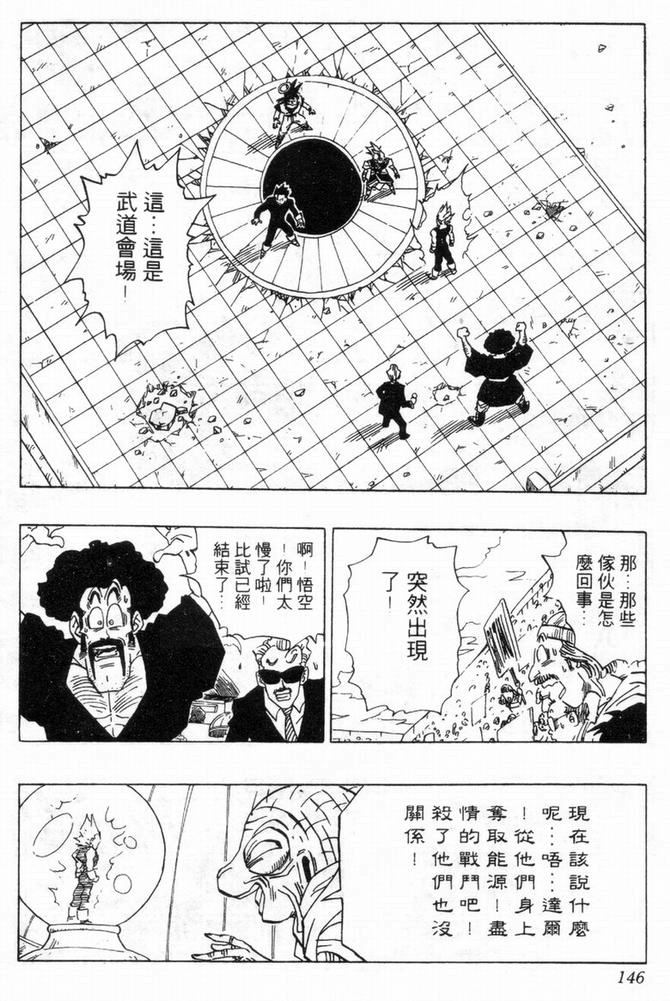 這…這是
武道會場！
那…那些
傢伙是怎
麼回事…
突然出現
了！
啊！悟空
！你們太
慢了啦！
比試已經
結束了…
現在該說什麼
呢…唔…達爾
！從他們身上
奪取能源！盡
情的戰鬥吧！
殺了他們也沒
關係！
146